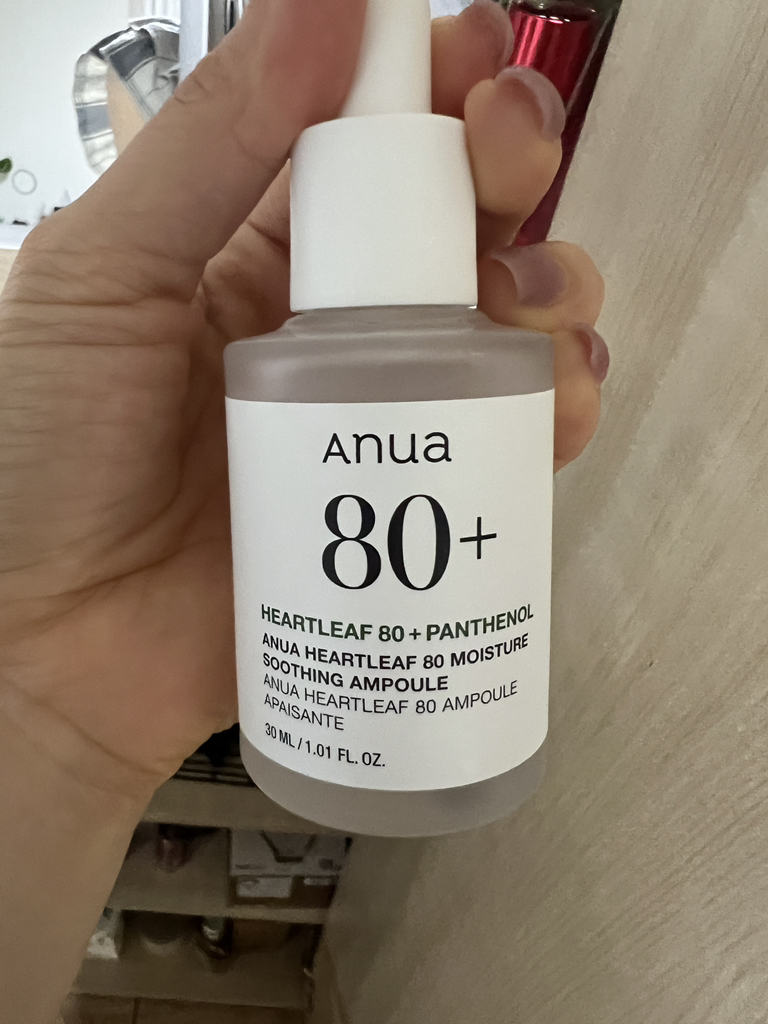 Anua
80+
HEARTLEAF 80 + PANTHENOL
ANUA HEARTLEAF 80 MOISTURE
SOOTHING AMPOULE
ANUA HEARTLEAF 80 AMPOULE
APAISANTE
30 ML / 1.01 FL. OZ.